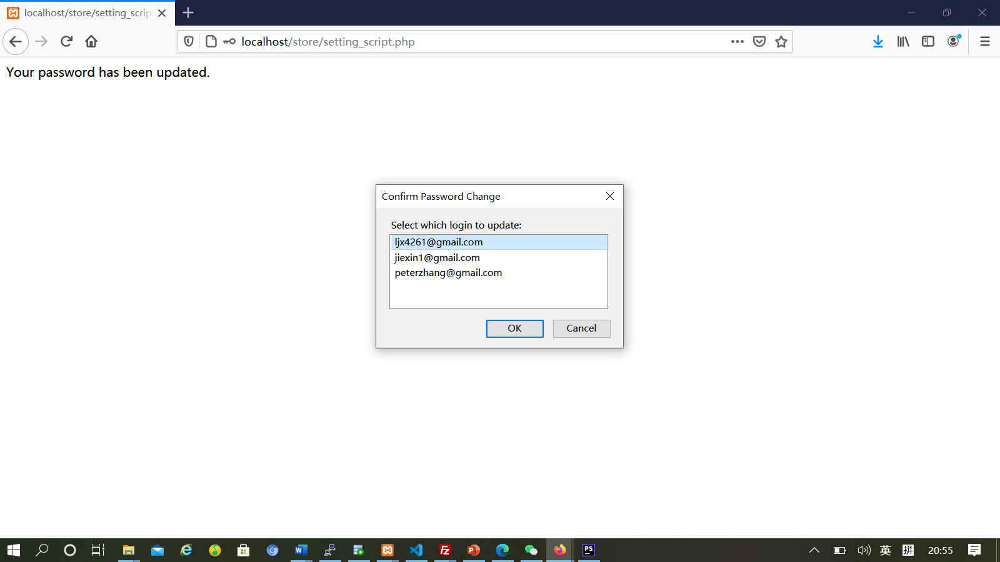 localhost/store/setting_scrip
localhost/store/setting_script.php
Your password has been updated.
Confirm Password Change
Select which login to update:
ljx4261@gmail.com
jiexin1@gmail.com
peterzhang@gmail.com
OK Cancel
英 拼 20:55